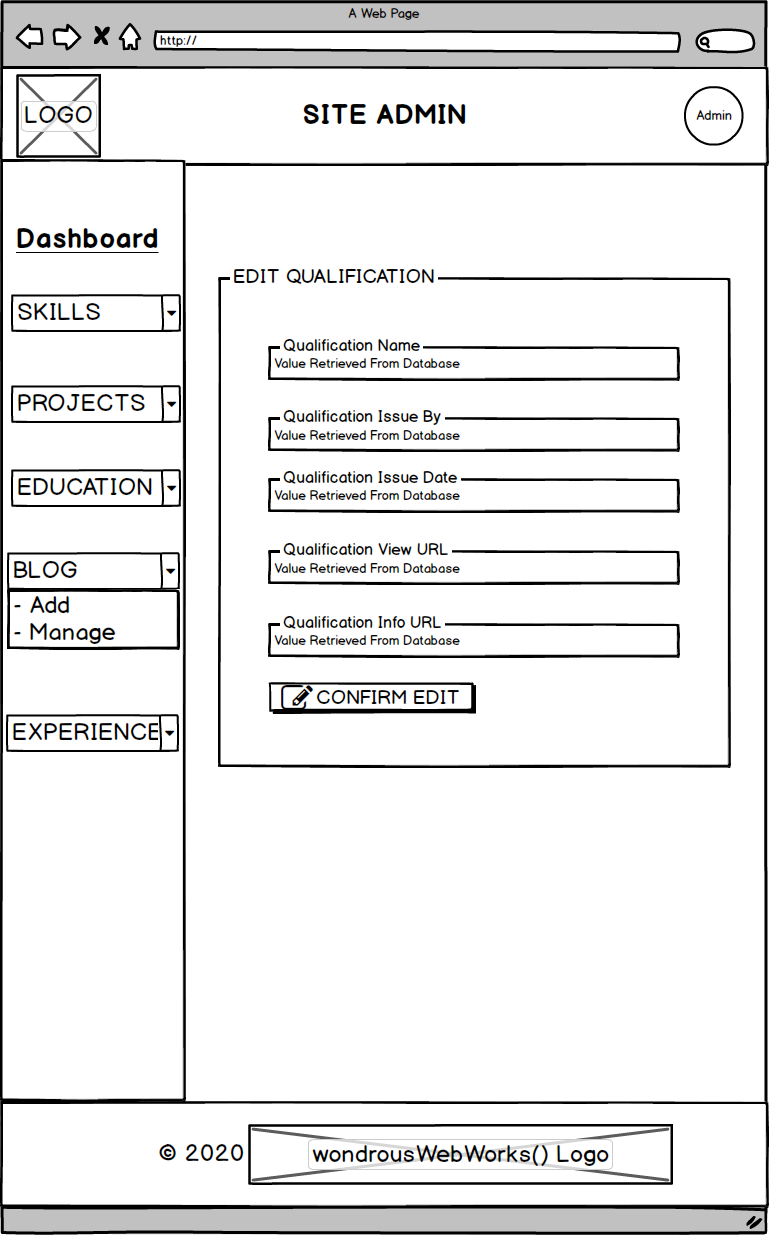 A Web Page
http://
LOGO
SITE ADMIN
Admin
Dashboard
SKILLS
PROJECTS
EDUCATION
BLOG
- Add
- Manage
EXPERIENCE
EDIT QUALIFICATION
Qualification Name
Value Retrieved From Database
Qualification Issue By
Value Retrieved From Database
Qualification Issue Date
Value Retrieved From Database
Qualification View URL
Value Retrieved From Database
Qualification Info URL
Value Retrieved From Database
CONFIRM EDIT
© 2020 wondrousWebWorks() Logo